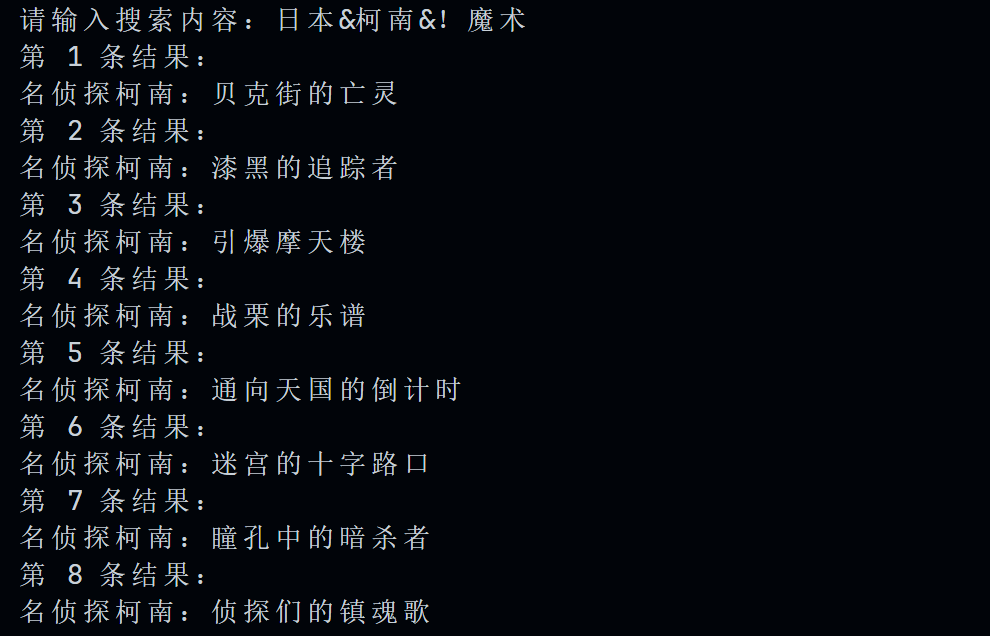 请输入搜索内容：日本&柯南&！魔术
第 1 条结果：
名侦探柯南：贝克街的亡灵
第 2 条结果：
名侦探柯南：漆黑的追踪者
第 3 条结果：
名侦探柯南：引爆摩天楼
第 4 条结果：
名侦探柯南：战栗的乐谱
第 5 条结果：
名侦探柯南：通向天国的倒计时
第 6 条结果：
名侦探柯南：迷宫的十字路口
第 7 条结果：
名侦探柯南：瞳孔中的暗杀者
第 8 条结果：
名侦探柯南：侦探们的镇魂歌